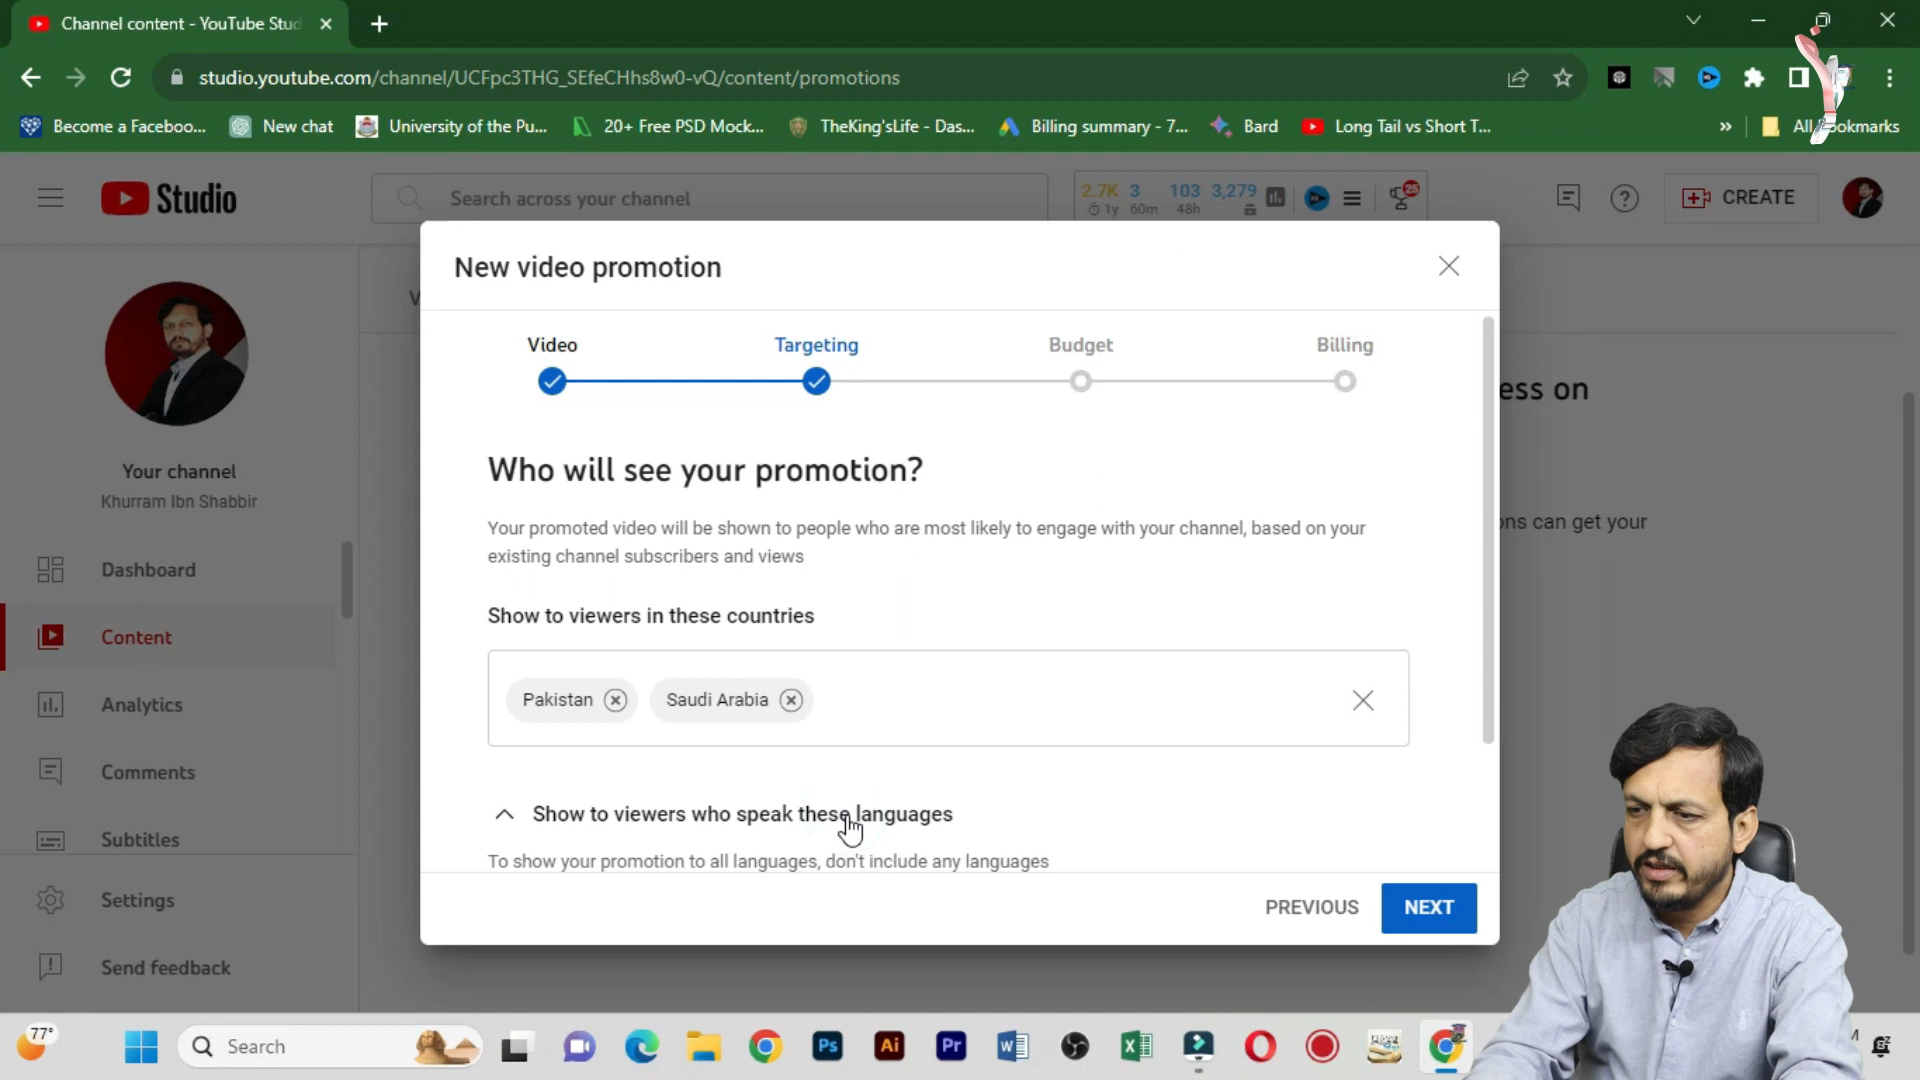 Channel content - YouTube Stud
studio.youtube.com/channel/UCFpc3THG_SEfeCHhs8w0-vQ/content/promotions
Become a Faceboo...
New chat
University of the Pu...
20+ Free PSD Mock...
TheKing'sLife - Das...
Billing summary - 7...
Bard
Long Tail vs Short T...
»
All Bookmarks
Studio
Search across your channel
2.7K 3 103 3,279
1y 60m 48h
25
CREATE
New video promotion
Video
Targeting
Budget
Billing
ess on
Your channel
Khurram Ibn Shabbir
Who will see your promotion?
Your promoted video will be shown to people who are most likely to engage with your channel, based on your
existing channel subscribers and views
ons can get your
Dashboard
Content
Analytics
Comments
Subtitles
Settings
Send feedback
Show to viewers in these countries
Pakistan
Saudi Arabia
Show to viewers who speak these languages
To show your promotion to all languages, don't include any languages
PREVIOUS
NEXT
77°
Search
Ps
Ai
Pr